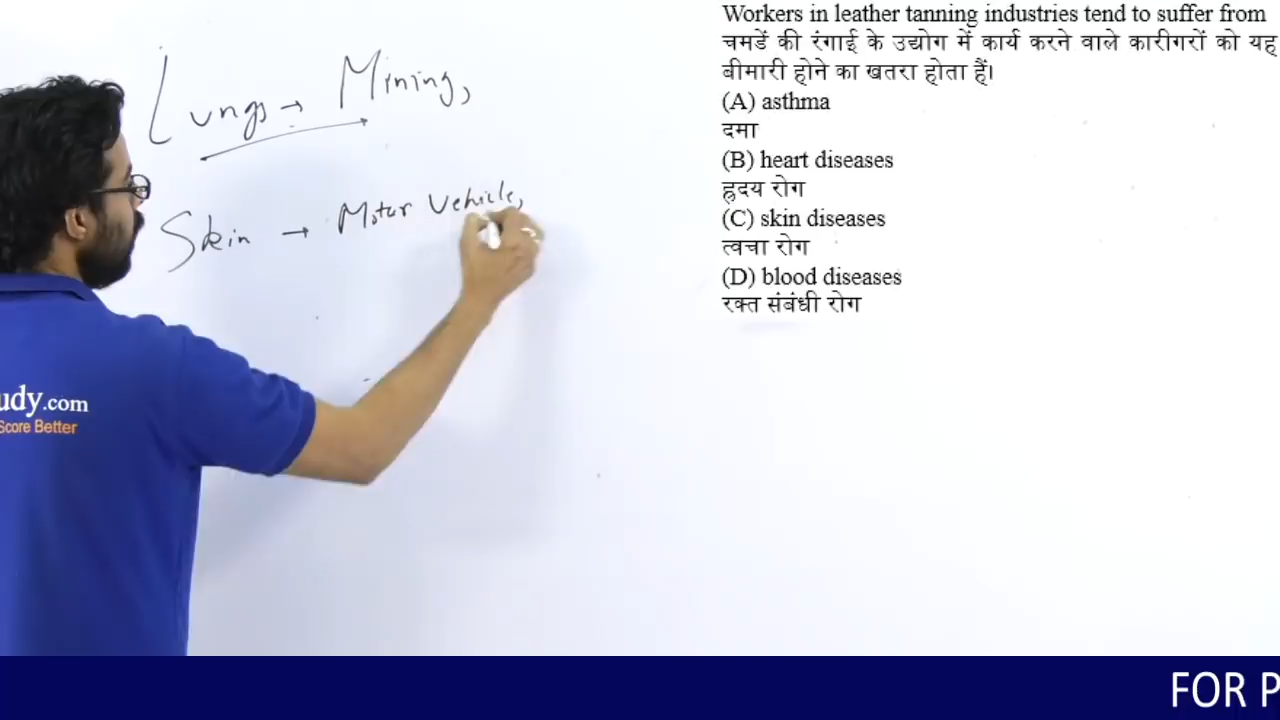 Workers in leather tanning industries tend to suffer from
चमडें की रंगाई के उद्योग में कार्य करने वाले कारीगरों को यह
बीमारी होने का खतरा होता हैं।
(A) asthma
दमा
(B) heart diseases
ह्रदय रोग
(C) skin diseases
त्वचा रोग
(D) blood diseases
रक्त संबंधी रोग
Lungs → Mining,
Skin → Motor Vehicle,
udy.com
Score Better
FOR P